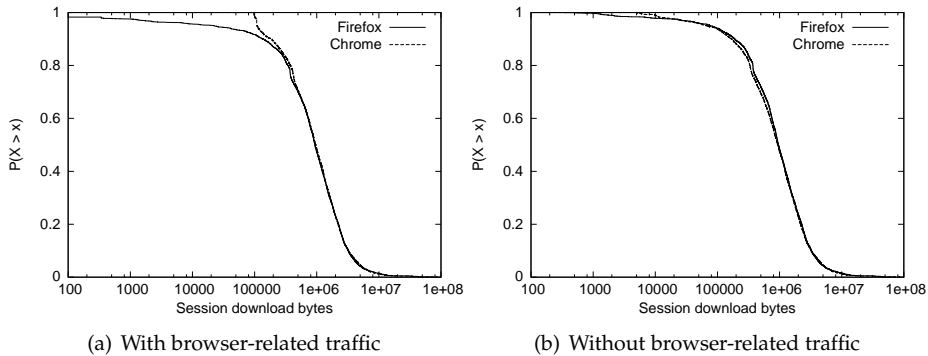 P(X > x)
1
0.8
0.6
0.4
0.2
0
Firefox
Chrome
100 1000 10000 100000 1e+06 1e+07 1e+08
Session download bytes
(a) With browser-related traffic
P(X > x)
1
0.8
0.6
0.4
0.2
0
Firefox
Chrome
100 1000 10000 100000 1e+06 1e+07 1e+08
Session download bytes
(b) Without browser-related traffic